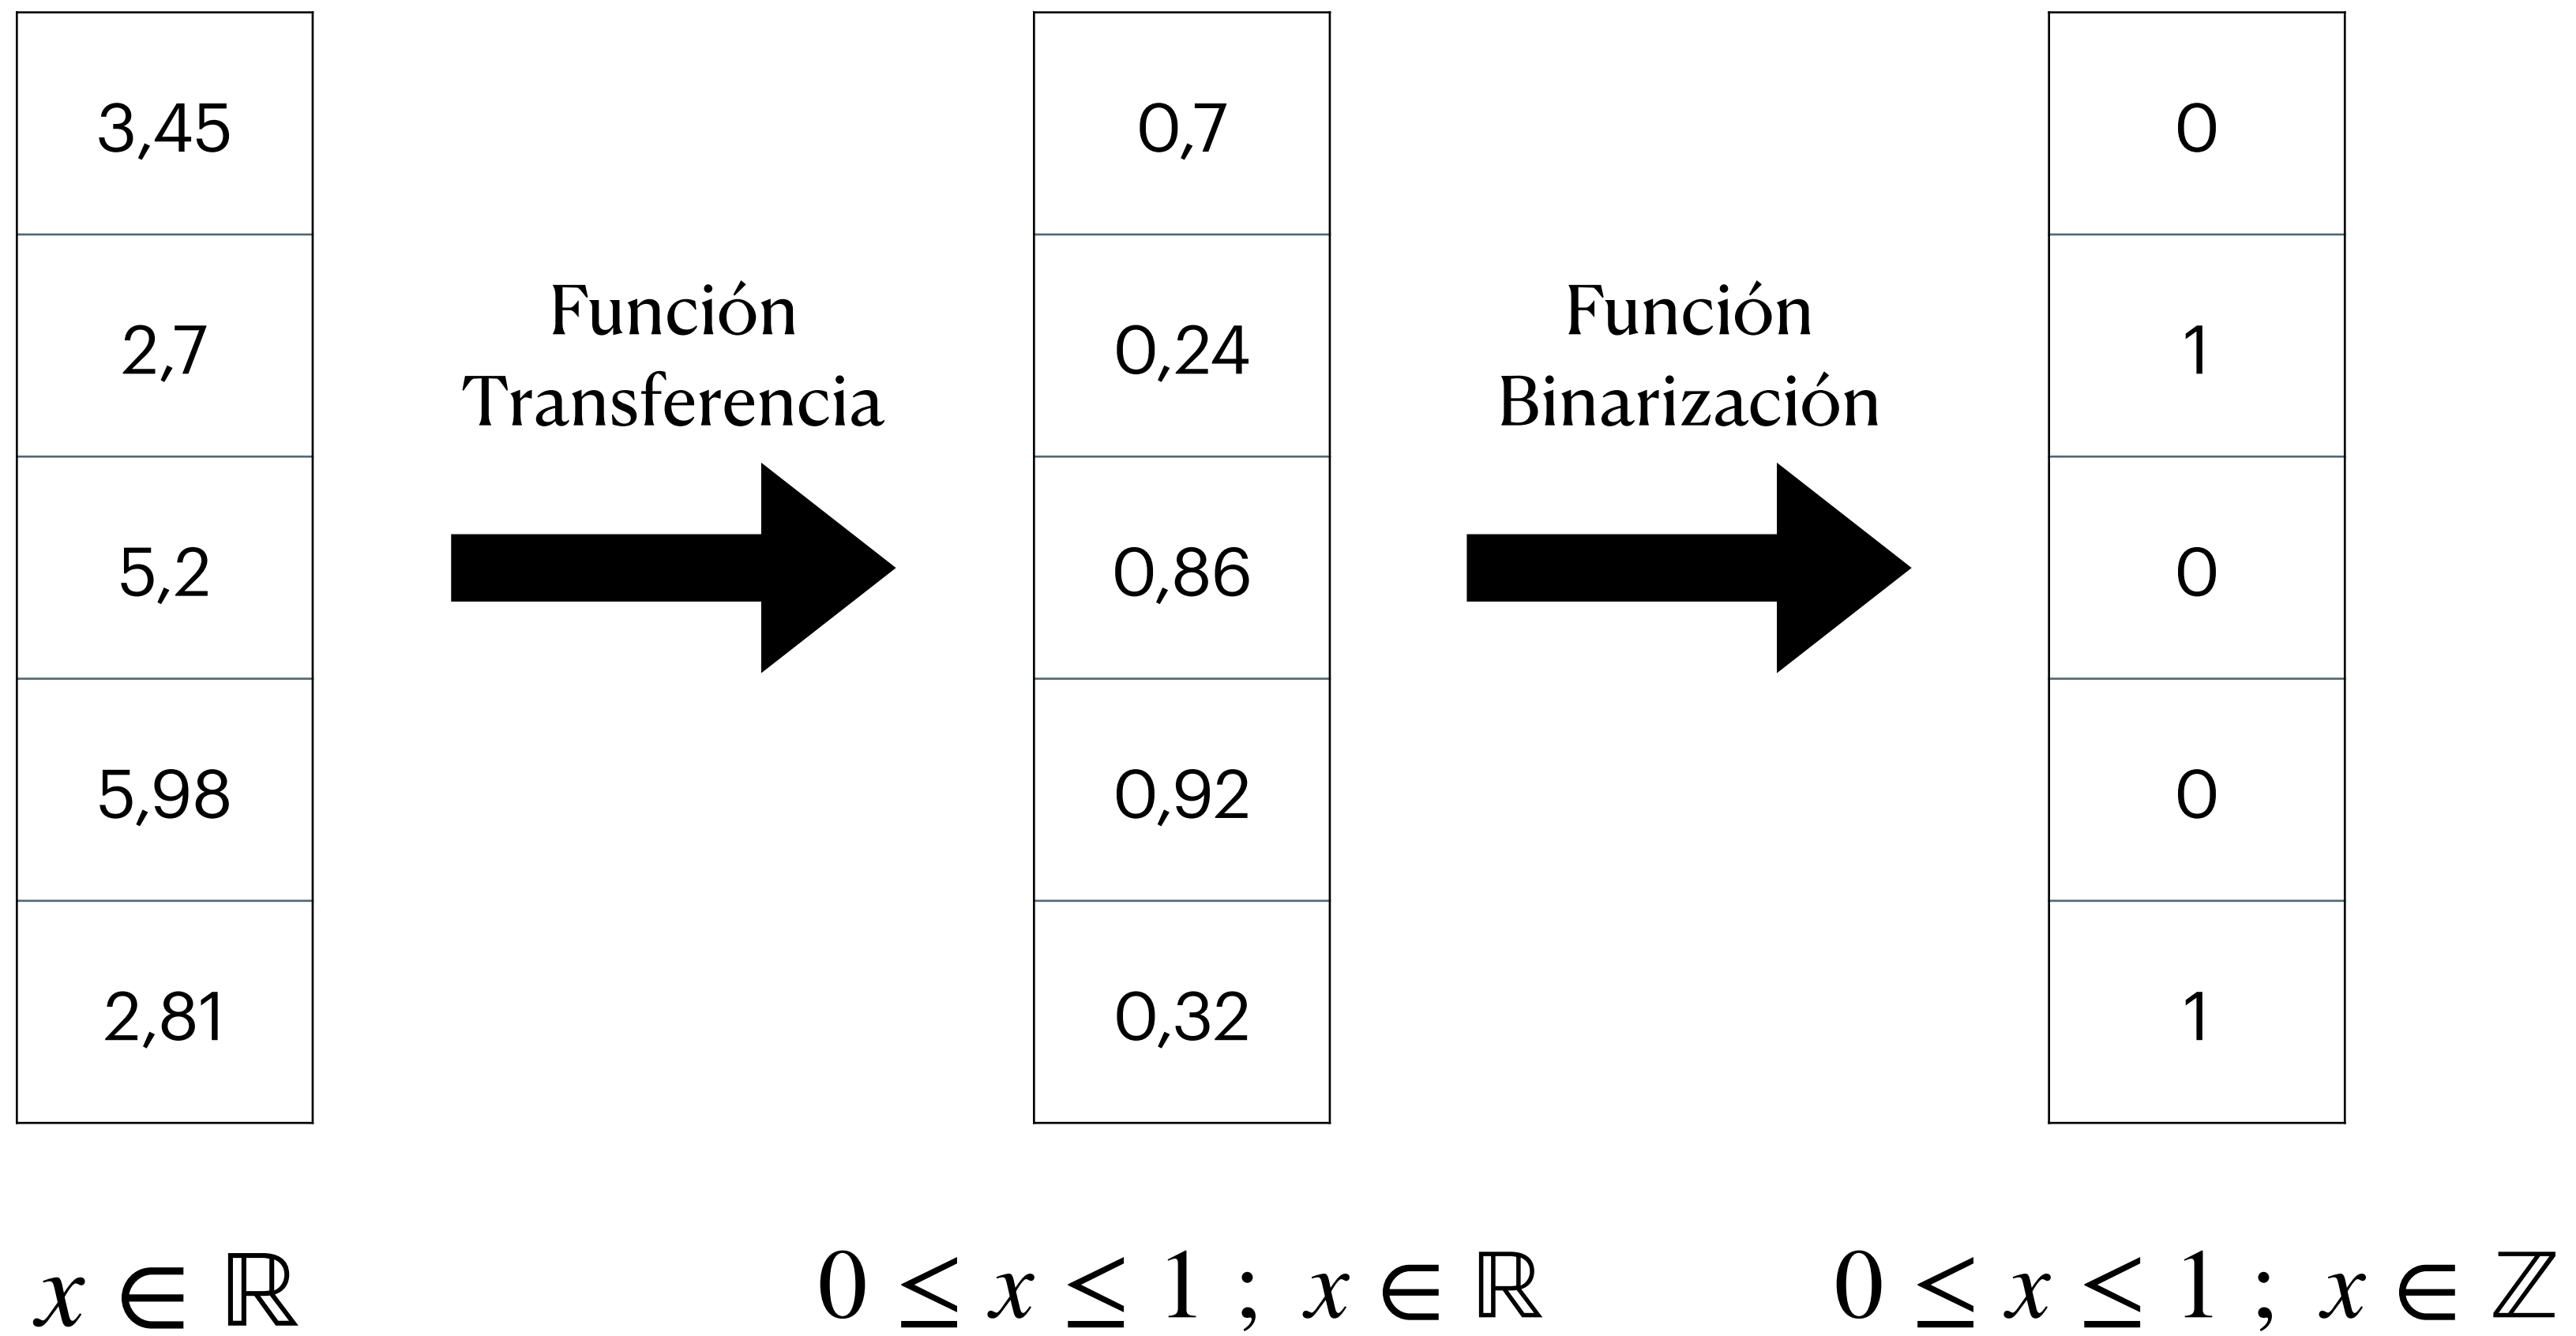 3,45
2,7
5,2
5,98
2,81
Función
Transferencia
0,7
0,24
0,86
0,92
0,32
Función
Binarización
0
1
0
0
1
x ∈ ℝ
0 ≤ x ≤ 1 ; x ∈ ℝ
0 ≤ x ≤ 1 ; x ∈ ℤ